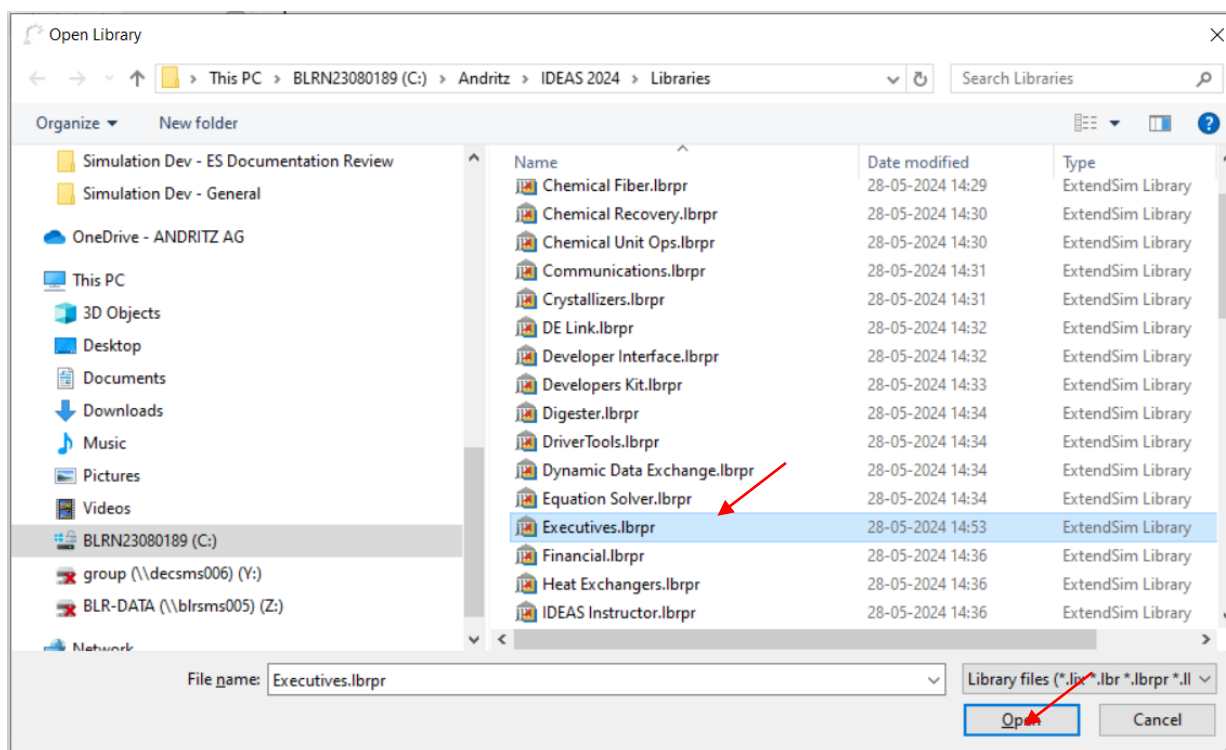 Open Library
This PC > BLRN23080189 (C:) > Andritz > IDEAS 2024 > Libraries
Search Libraries
Organize
New folder
Simulation Dev - ES Documentation Review
Simulation Dev - General
OneDrive - ANDRITZ AG
This PC
3D Objects
Desktop
Documents
Downloads
Music
Pictures
Videos
BLRN23080189 (C:)
group (\\decsms006) (Y:)
BLR-DATA (\\blrsms005) (Z:)
Network
Name Date modified Type
Chemical Fiber.lbrpr 28-05-2024 14:29 ExtendSim Library
Chemical Recovery.lbrpr 28-05-2024 14:30 ExtendSim Library
Chemical Unit Ops.lbrpr 28-05-2024 14:30 ExtendSim Library
Communications.lbrpr 28-05-2024 14:31 ExtendSim Library
Crystallizers.lbrpr 28-05-2024 14:31 ExtendSim Library
DE Link.lbrpr 28-05-2024 14:32 ExtendSim Library
Developer Interface.lbrpr 28-05-2024 14:32 ExtendSim Library
Developers Kit.lbrpr 28-05-2024 14:33 ExtendSim Library
Digester.lbrpr 28-05-2024 14:34 ExtendSim Library
DriverTools.lbrpr 28-05-2024 14:34 ExtendSim Library
Dynamic Data Exchange.lbrpr 28-05-2024 14:34 ExtendSim Library
Equation Solver.lbrpr 28-05-2024 14:34 ExtendSim Library
Executives.lbrpr 28-05-2024 14:53 ExtendSim Library
Financial.lbrpr 28-05-2024 14:36 ExtendSim Library
Heat Exchangers.lbrpr 28-05-2024 14:36 ExtendSim Library
IDEAS Instructor.lbrpr 28-05-2024 14:36 ExtendSim Library
File name: Executives.lbrpr
Library files (*.lix *.lbr *.lbrpr *.ll
Open
Cancel